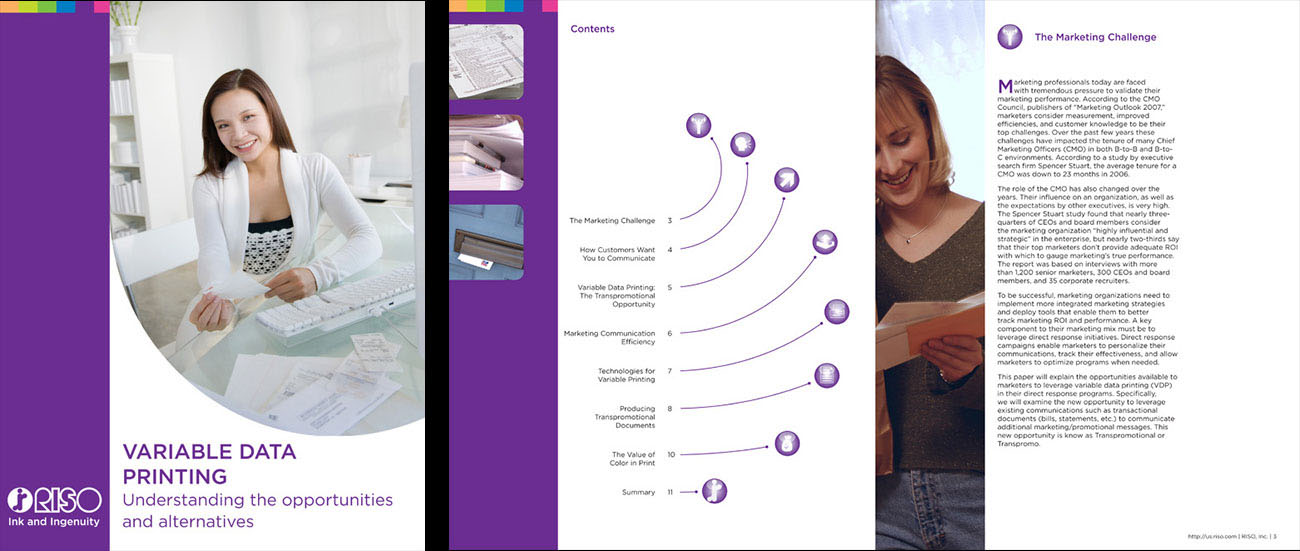 VARIABLE DATA
PRINTING
Understanding the opportunities
and alternatives
RISO
Ink and Ingenuity
Contents
The Marketing Challenge 3
How Customers Want
You to Communicate 4
Variable Data Printing: 5
The Transpromotional
Opportunity
Marketing Communication 6
Efficiency
Technologies for 7
Variable Printing
Producing 8
Transpromotional
Documents
The Value of 10
Color in Print
Summary 11
The Marketing Challenge
Marketing professionals today are faced
with tremendous pressure to validate their
marketing performance. According to the CMO
Council, publishers of “Marketing Outlook 2007,”
marketers consider measurement, improved
efficiencies, and customer knowledge to be their
top challenges. Over the past few years these
challenges have impacted the tenure of many Chief
Marketing Officers (CMO) in both B-to-B and B-to-
C environments. According to a study by executive
search firm Spencer Stuart, the average tenure for a
CMO was down to 23 months in 2006.
The role of the CMO has also changed over the
years. Their influence on an organization, as well as
the expectations by other executives, is very high.
The Spencer Stuart study found that nearly three-
quarters of CEOs and board members consider
the marketing organization “highly influential and
strategic” in the enterprise, but nearly two-thirds say
that their top marketers don’t provide adequate ROI
with which to gauge marketing’s true performance.
The report was based on interviews with more
than 1,200 senior marketers, 300 CEOs and board
members, and 35 corporate recruiters.
To be successful, marketing organizations need to
implement more integrated marketing strategies
and deploy tools that enable them to better
track marketing ROI and performance. A key
component to their marketing mix must be to
leverage direct response initiatives. Direct response
campaigns enable marketers to personalize their
communications, track their effectiveness, and allow
marketers to optimize programs when needed.
This paper will explain the opportunities available to
marketers to leverage variable data printing (VDP)
in their direct response programs. Specifically,
we will examine the new opportunity to leverage
existing communications such as transactional
documents (bills, statements, etc.) to communicate
additional marketing/promotional messages. This
new opportunity is know as Transpromotional or
Transpromo.
http://us.riso.com | RISO, Inc. | 3